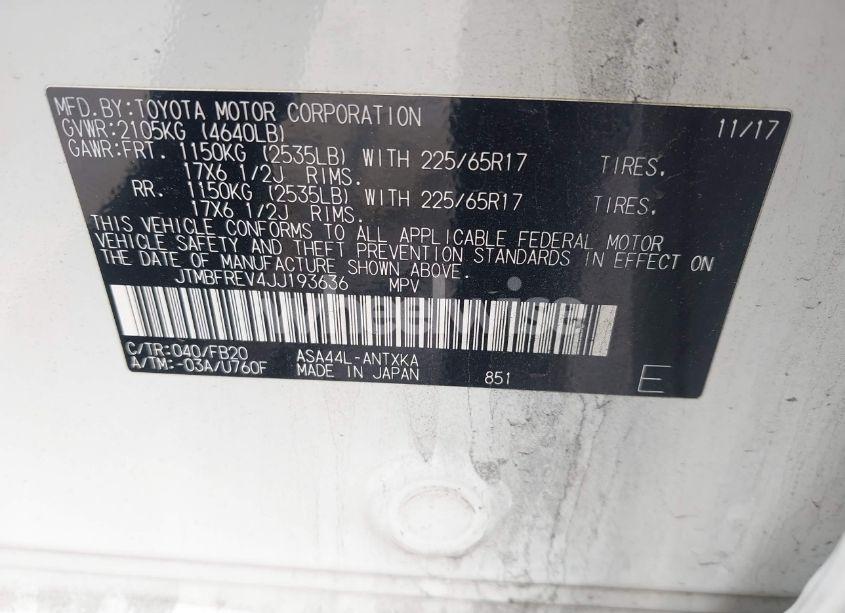 MFD.BY:TOYOTA MOTOR CORPORATION 11/17
GVWR:2105KG (4640LB)
GAWR:FRT. 1150KG (2535LB) WITH 225/65R17 TIRES.
17X6 1/2J RIMS.
RR. 1150KG (2535LB) WITH 225/65R17 TIRES.
17X6 1/2J RIMS.
THIS VEHICLE CONFORMS TO ALL APPLICABLE FEDERAL MOTOR
VEHICLE SAFETY AND THEFT PREVENTION STANDARDS IN EFFECT ON
THE DATE OF MANUFACTURE SHOWN ABOVE.
JTMBFREV4JJ193636 MPV
wheelwise
C/TR:040/FB20 ASA44L-ANTXKA
A/TM:-03A/U760F MADE IN JAPAN 851 E